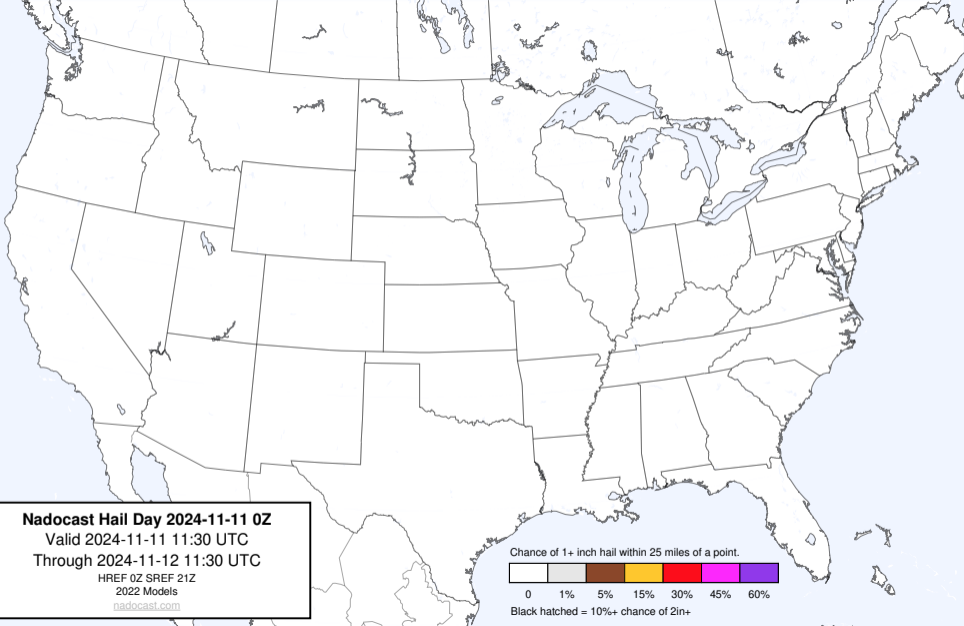 Nadocast Hail Day 2024-11-11 0Z
Valid 2024-11-11 11:30 UTC
Through 2024-11-12 11:30 UTC
HREF 0Z SREF 21Z
2022 Models
nadocast.com
Chance of 1+ inch hail within 25 miles of a point.
0 1% 5% 15% 30% 45% 60%
Black hatched = 10%+ chance of 2in+